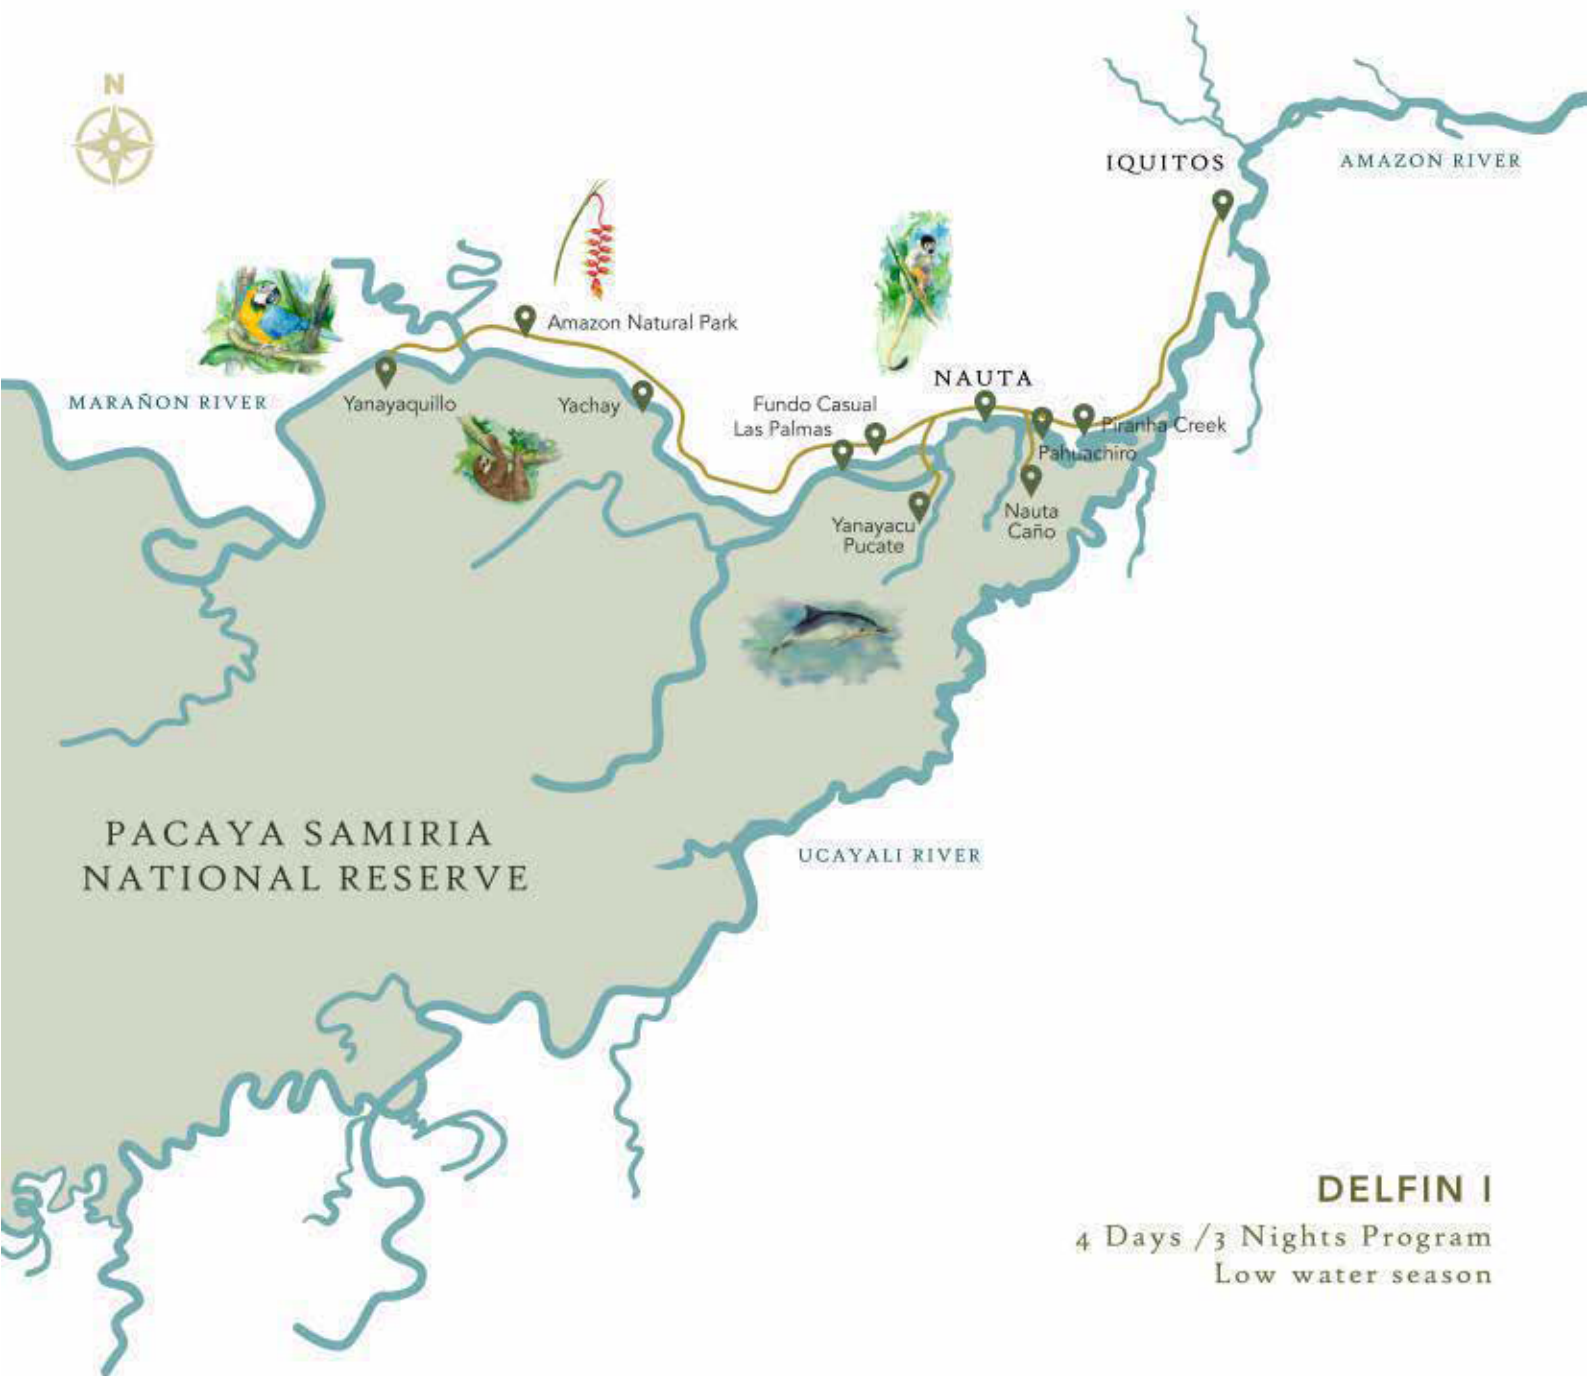 N
IQUITOS
AMAZON RIVER
Amazon Natural Park
NAUTA
MARAÑON RIVER
Yanayaquillo
Yachay
Fundo Casual
Las Palmas
Piranha Creek
Pahuachiro
Nauta
Caño
Yanayacu
Pucate
PACAYA SAMIRIA
NATIONAL RESERVE
UCAYALI RIVER
DELFIN I
4 Days /3 Nights Program
Low water season